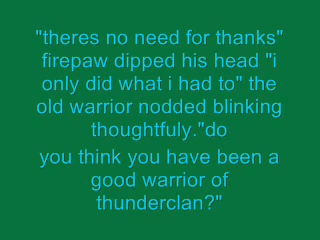 "theres no need for thanks"
firepaw dipped his head "i
only did what i had to" the
old warrior nodded blinking
thoughtfuly."do
you think you have been a
good warrior of
thunderclan?"